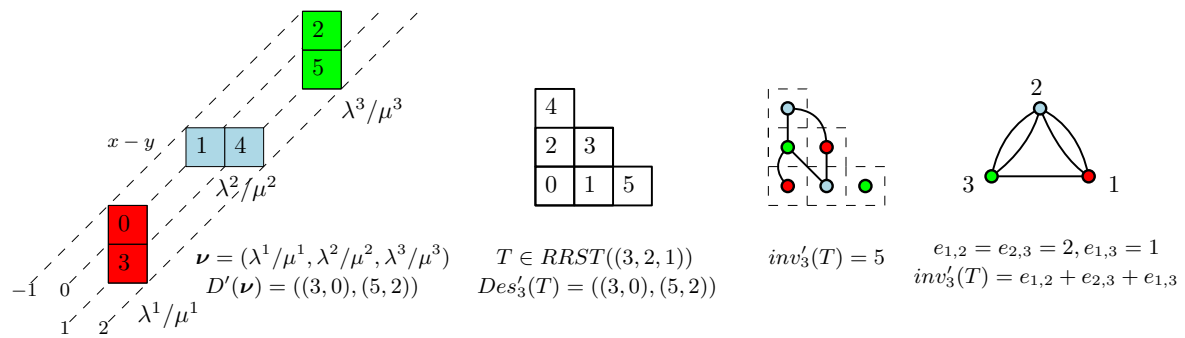 2
5
λ³/μ³
x − y
1 4
λ²/μ²
0
3
λ¹/μ¹
−1 0
1 2
𝝂 = (λ¹/μ¹, λ²/μ², λ³/μ³)
D′(𝝂) = ((3, 0), (5, 2))
4
2 3
0 1 5
T ∈ RRST((3, 2, 1))
Des′₃(T) = ((3, 0), (5, 2))
inv′₃(T) = 5
2
3 1
e₁,₂ = e₂,₃ = 2, e₁,₃ = 1
inv′₃(T) = e₁,₂ + e₂,₃ + e₁,₃